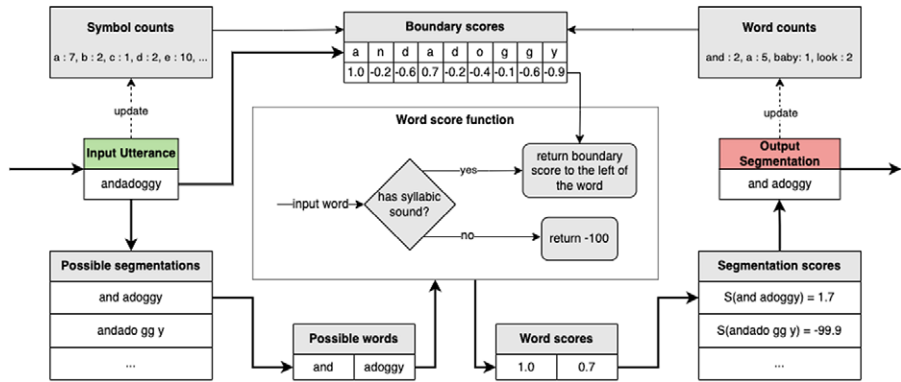 Symbol counts
a : 7, b : 2, c : 1, d : 2, e : 10, ...
Boundary scores
a n d a d o g g y
1.0 -0.2 -0.6 0.7 -0.2 -0.4 -0.1 -0.6 -0.9
Word counts
and : 2, a : 5, baby: 1, look : 2
update
Input Utterance
andadoggy
Word score function
input word
has syllabic
sound?
yes
return boundary
score to the left of
the word
no
return -100
update
Output
Segmentation
and adoggy
Possible segmentations
and adoggy
andado gg y
...
Possible words
and adoggy
Word scores
1.0 0.7
Segmentation scores
S(and adoggy) = 1.7
S(andado gg y) = -99.9
...